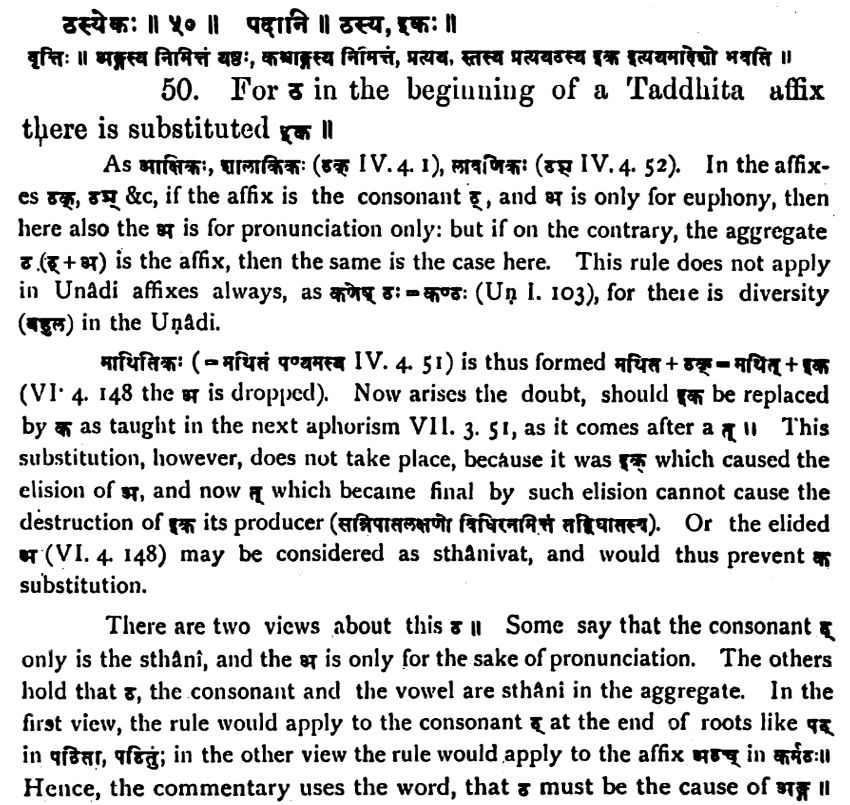 ठस्येकः ॥ ५० ॥ पदानि ॥ ठस्य, इकः ॥
वृत्तिः ॥ अङ्गस्य निमित्तं यष्ठः, कश्चाङ्गस्य निमित्तं, प्रत्यय, स्तस्य प्रत्ययठस्य इक इत्ययमादेशो भवति ॥
50. For ठ in the beginning of a Taddhita affix
there is substituted इक ॥
As आक्षिकः, शालाकिकः (ठक् IV. 4. 1), लावणिकः (ठञ् IV. 4. 52). In the affix-
es ठक्, ठञ् &c, if the affix is the consonant ठ्, and अ is only for euphony, then
here also the अ is for pronunciation only: but if on the contrary, the aggregate
ठ (ठ् + अ) is the affix, then the same is the case here. This rule does not apply
in Unâdi affixes always, as कणेष् ठः = कण्ठः (Uṇ I. 103), for there is diversity
(बहुल) in the Uṇâdi.
माथितिकः (= मथितं पण्यमस्य IV. 4. 51) is thus formed मथित + ठक् = मथित् + इक
(VI. 4. 148 the अ is dropped). Now arises the doubt, should इक be replaced
by क as taught in the next aphorism VII. 3. 51, as it comes after a त् ॥ This
substitution, however, does not take place, because it was इक् which caused the
elision of अ, and now त् which became final by such elision cannot cause the
destruction of इक its producer (सन्निपातलक्षणो विधिरनमित्तं तद्विघातस्य). Or the elided
अ (VI. 4. 148) may be considered as sthânivat, and would thus prevent क
substitution.
There are two views about this ठ ॥ Some say that the consonant ठ्
only is the sthânî, and the अ is only for the sake of pronunciation. The others
hold that ठ, the consonant and the vowel are sthânî in the aggregate. In the
first view, the rule would apply to the consonant ठ् at the end of roots like पठ्
in पठिता, पठितुं; in the other view the rule would apply to the affix अठच् in कर्मठः॥
Hence, the commentary uses the word, that ठ must be the cause of अङ्ग ॥